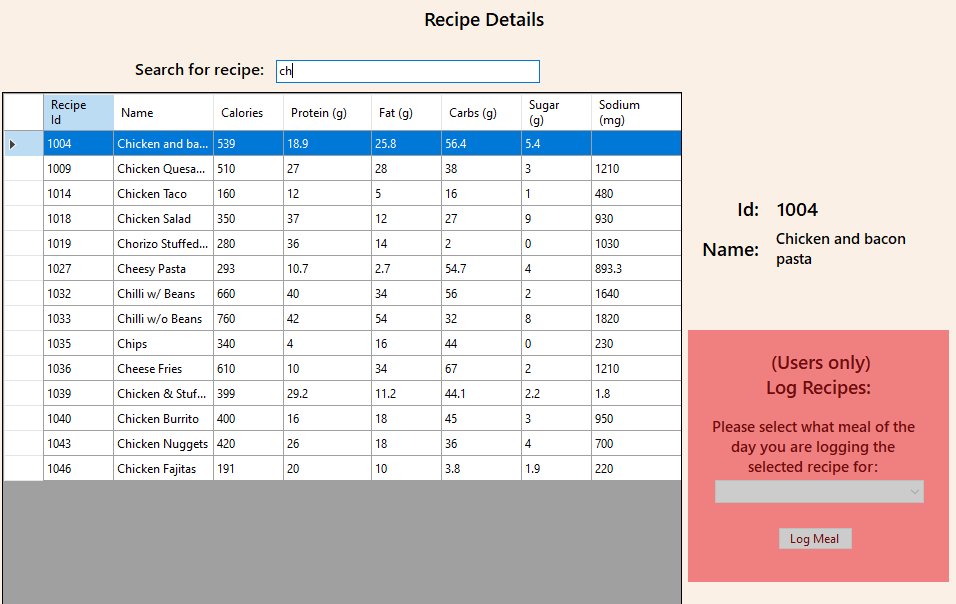 Recipe Details
Search for recipe: ch
Recipe Id Name Calories Protein (g) Fat (g) Carbs (g) Sugar (g) Sodium (mg)
1004 Chicken and ba... 539 18.9 25.8 56.4 5.4
1009 Chicken Quesa... 510 27 28 38 3 1210
1014 Chicken Taco 160 12 5 16 1 480
1018 Chicken Salad 350 37 12 27 9 930
1019 Chorizo Stuffed... 280 36 14 2 0 1030
1027 Cheesy Pasta 293 10.7 2.7 54.7 4 893.3
1032 Chilli w/ Beans 660 40 34 56 2 1640
1033 Chilli w/o Beans 760 42 54 32 8 1820
1035 Chips 340 4 16 44 0 230
1036 Cheese Fries 610 10 34 67 2 1210
1039 Chicken & Stuf... 399 29.2 11.2 44.1 2.2 1.8
1040 Chicken Burrito 400 16 18 45 3 950
1043 Chicken Nuggets 420 26 18 36 4 700
1046 Chicken Fajitas 191 20 10 3.8 1.9 220
Id: 1004
Name: Chicken and bacon
pasta
(Users only)
Log Recipes:
Please select what meal of the
day you are logging the
selected recipe for:
Log Meal